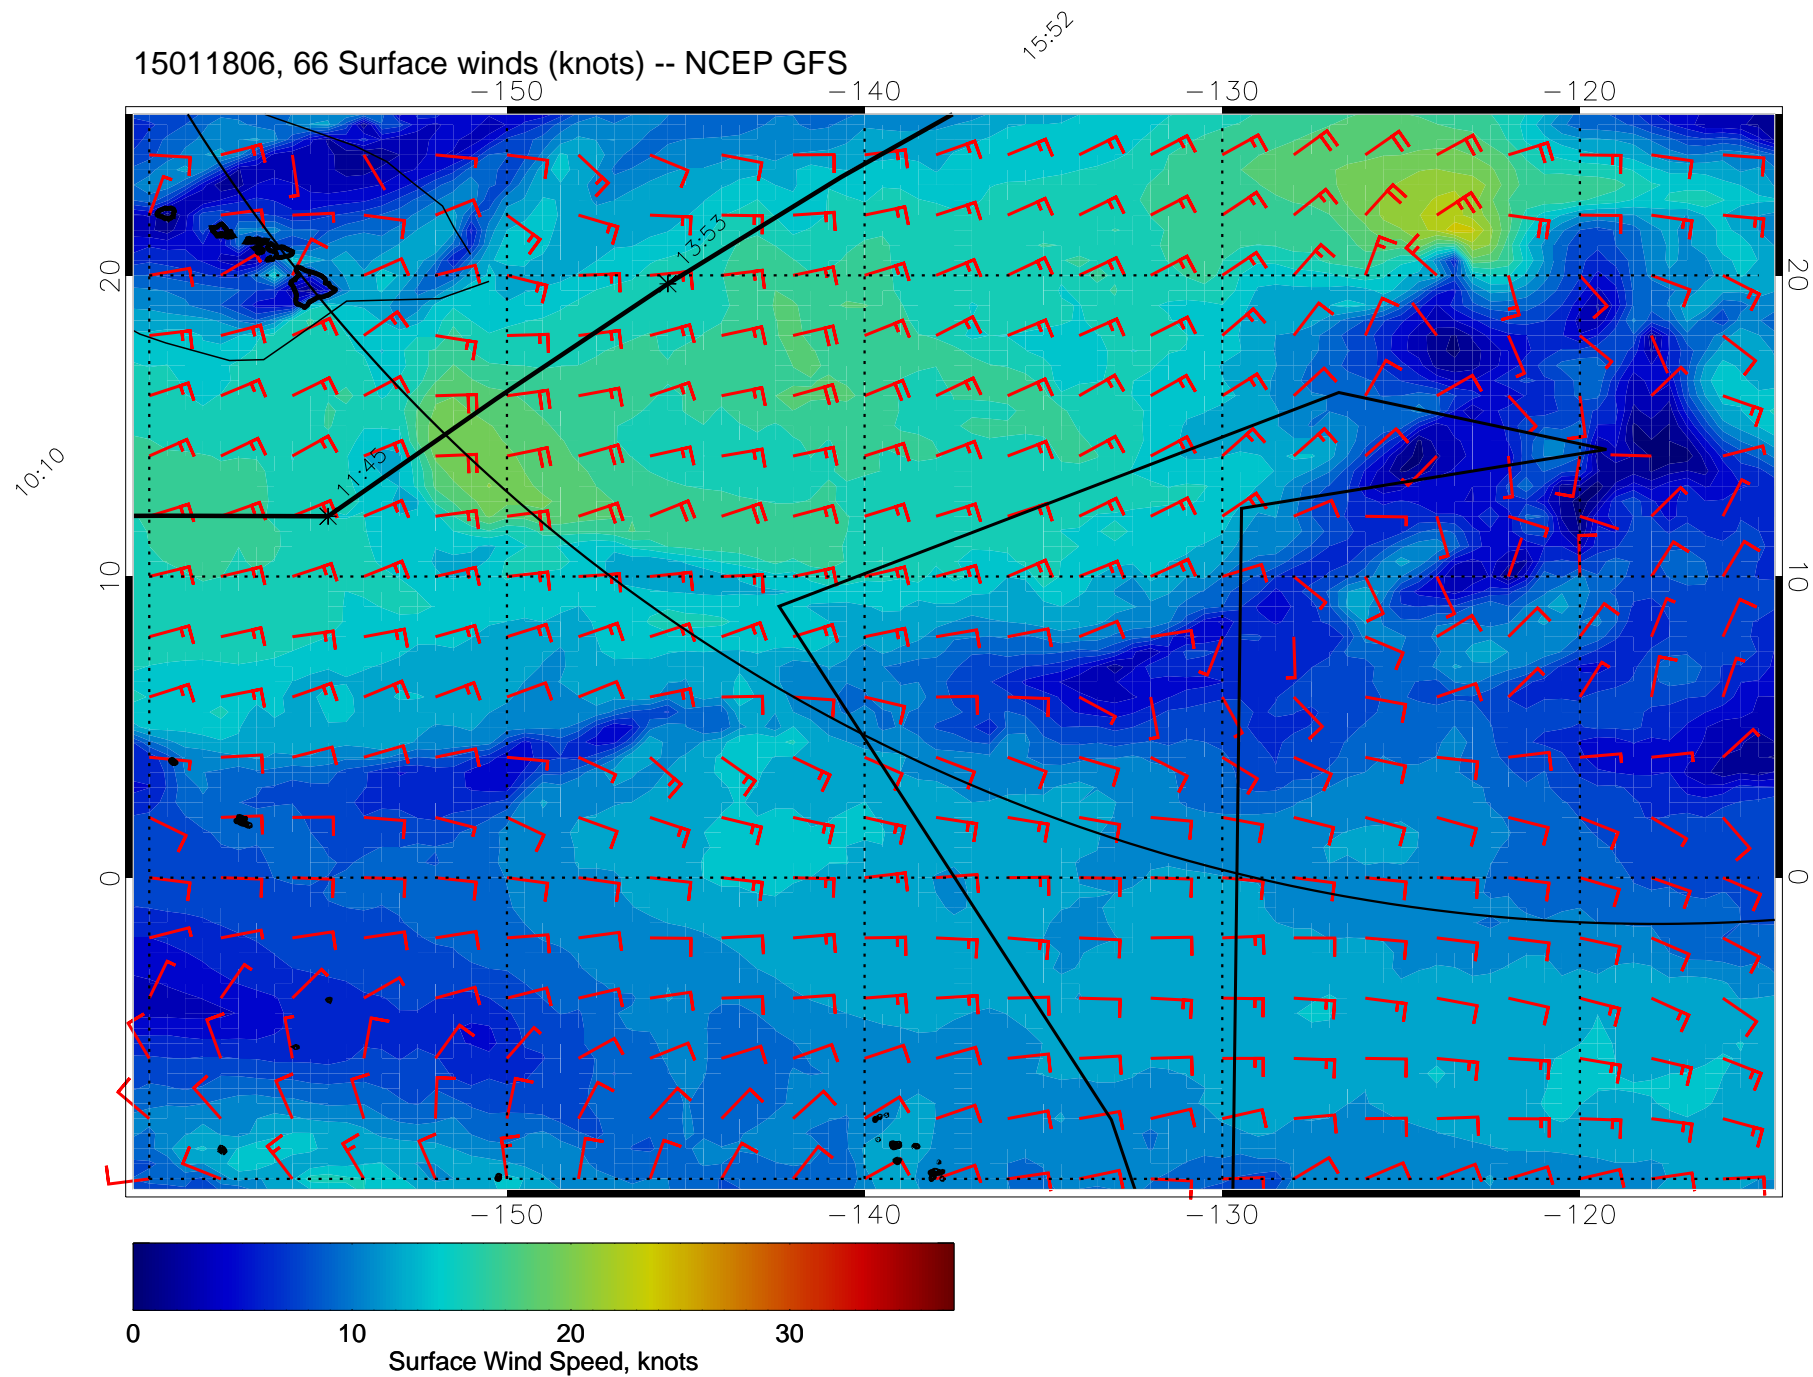 15:52
15011806, 66 Surface winds (knots) -- NCEP GFS
-150 -140 -130 -120
20 20
13:53
10:10
11:45
10 10
0 0
-150 -140 -130 -120
0 10 20 30
Surface Wind Speed, knots